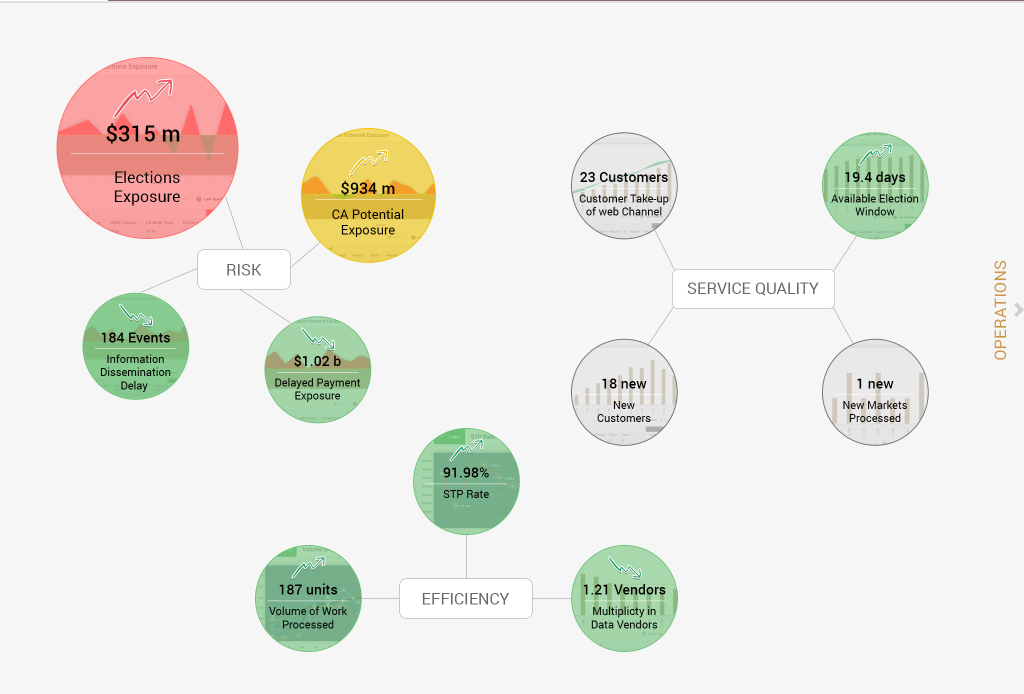 $315 m
Elections
Exposure
$934 m
CA Potential
Exposure
RISK
184 Events
Information
Dissemination
Delay
$1.02 b
Delayed Payment
Exposure
23 Customers
Customer Take-up
of web Channel
19.4 days
Available Election
Window
SERVICE QUALITY
18 new
New
Customers
1 new
New Markets
Processed
OPERATIONS
STP Rate
91.98%
STP Rate
187 units
Volume of Work
Processed
EFFICIENCY
1.21 Vendors
Multiplicty in
Data Vendors